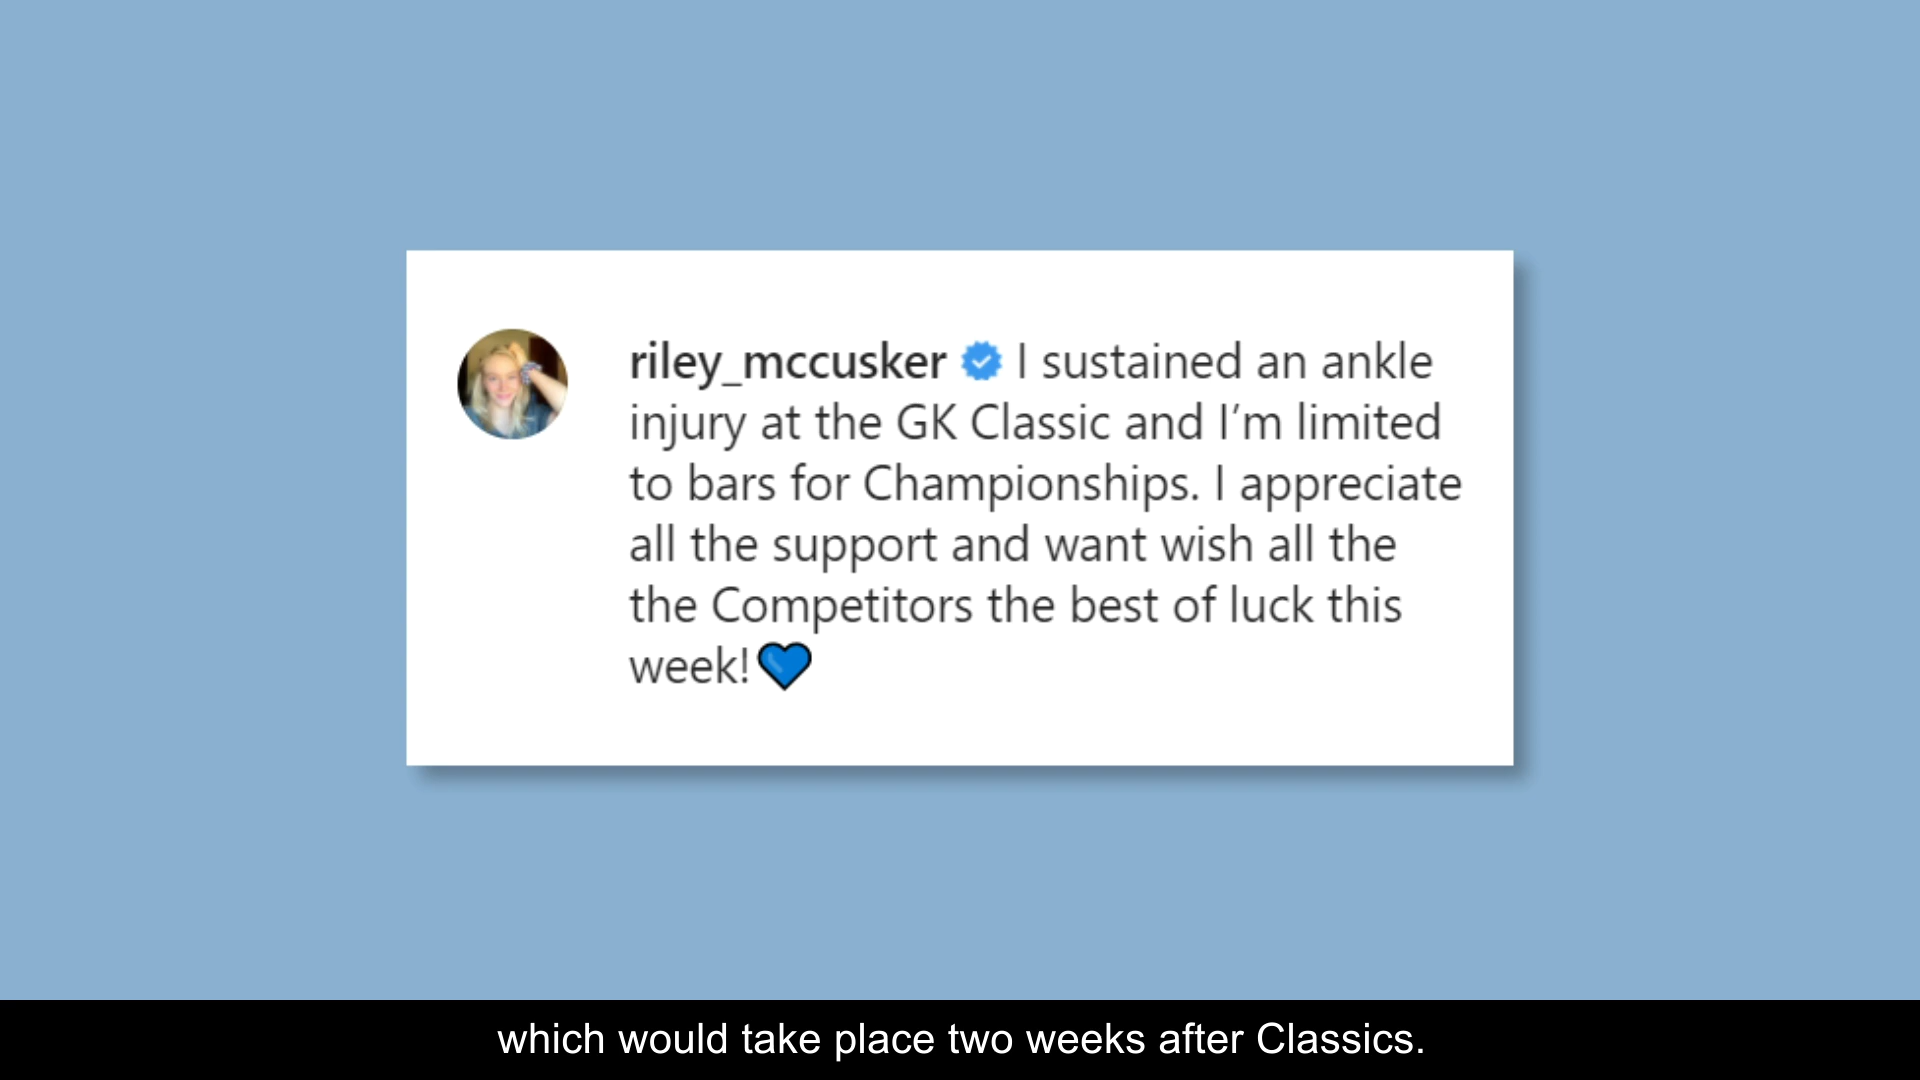 riley_mccusker I sustained an ankle
injury at the GK Classic and I’m limited
to bars for Championships. I appreciate
all the support and want wish all the
the Competitors the best of luck this
week!💙
which would take place two weeks after Classics.